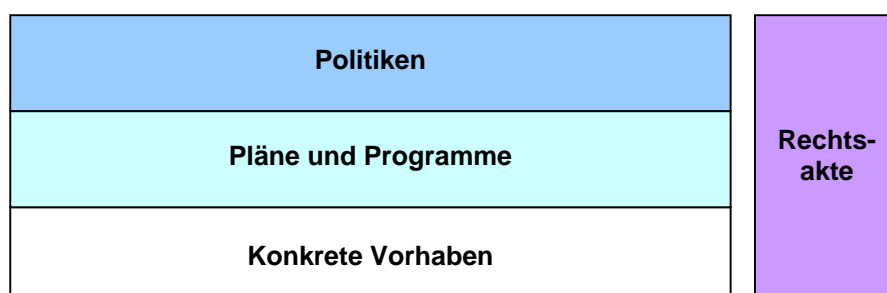 Politiken
Pläne und Programme
Konkrete Vorhaben
Rechts-
akte